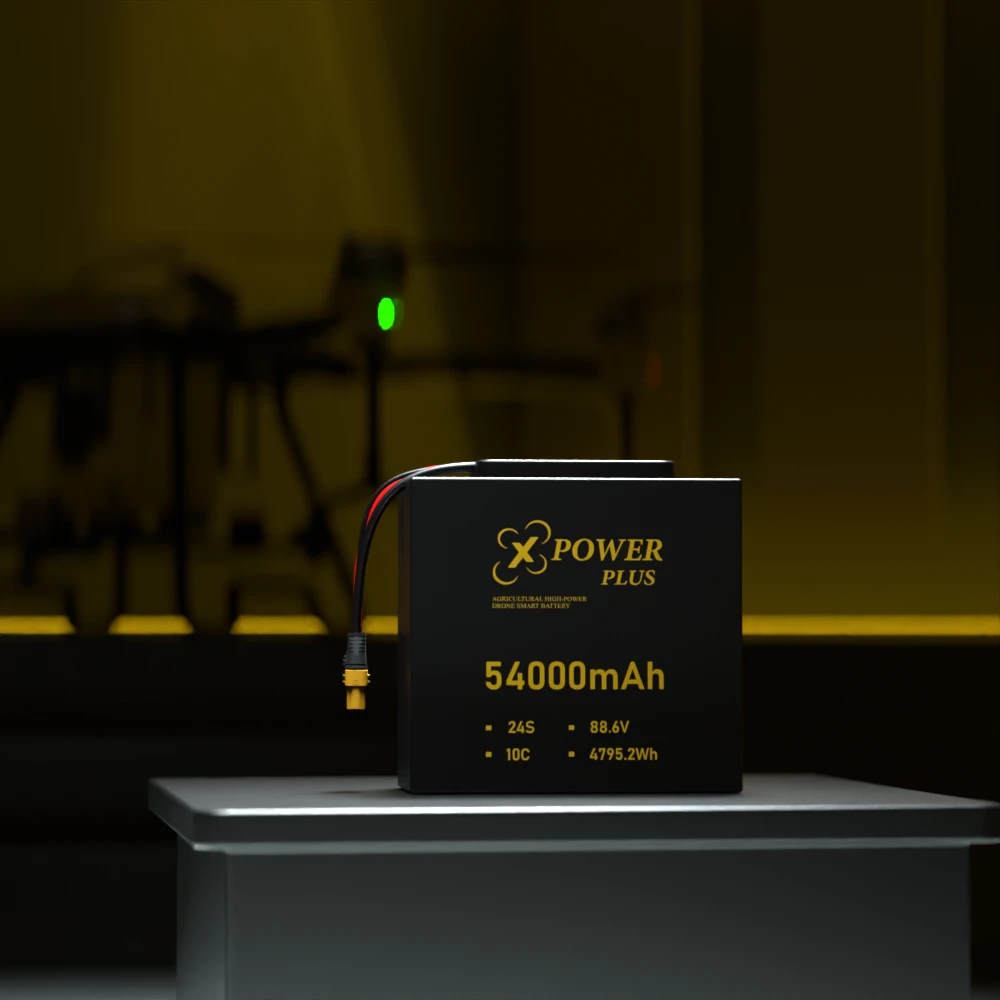 X POWER
PLUS
AGRICULTURAL HIGH-POWER
DRONE SMART BATTERY
54000mAh
24S 88.6V
10C 4795.2Wh